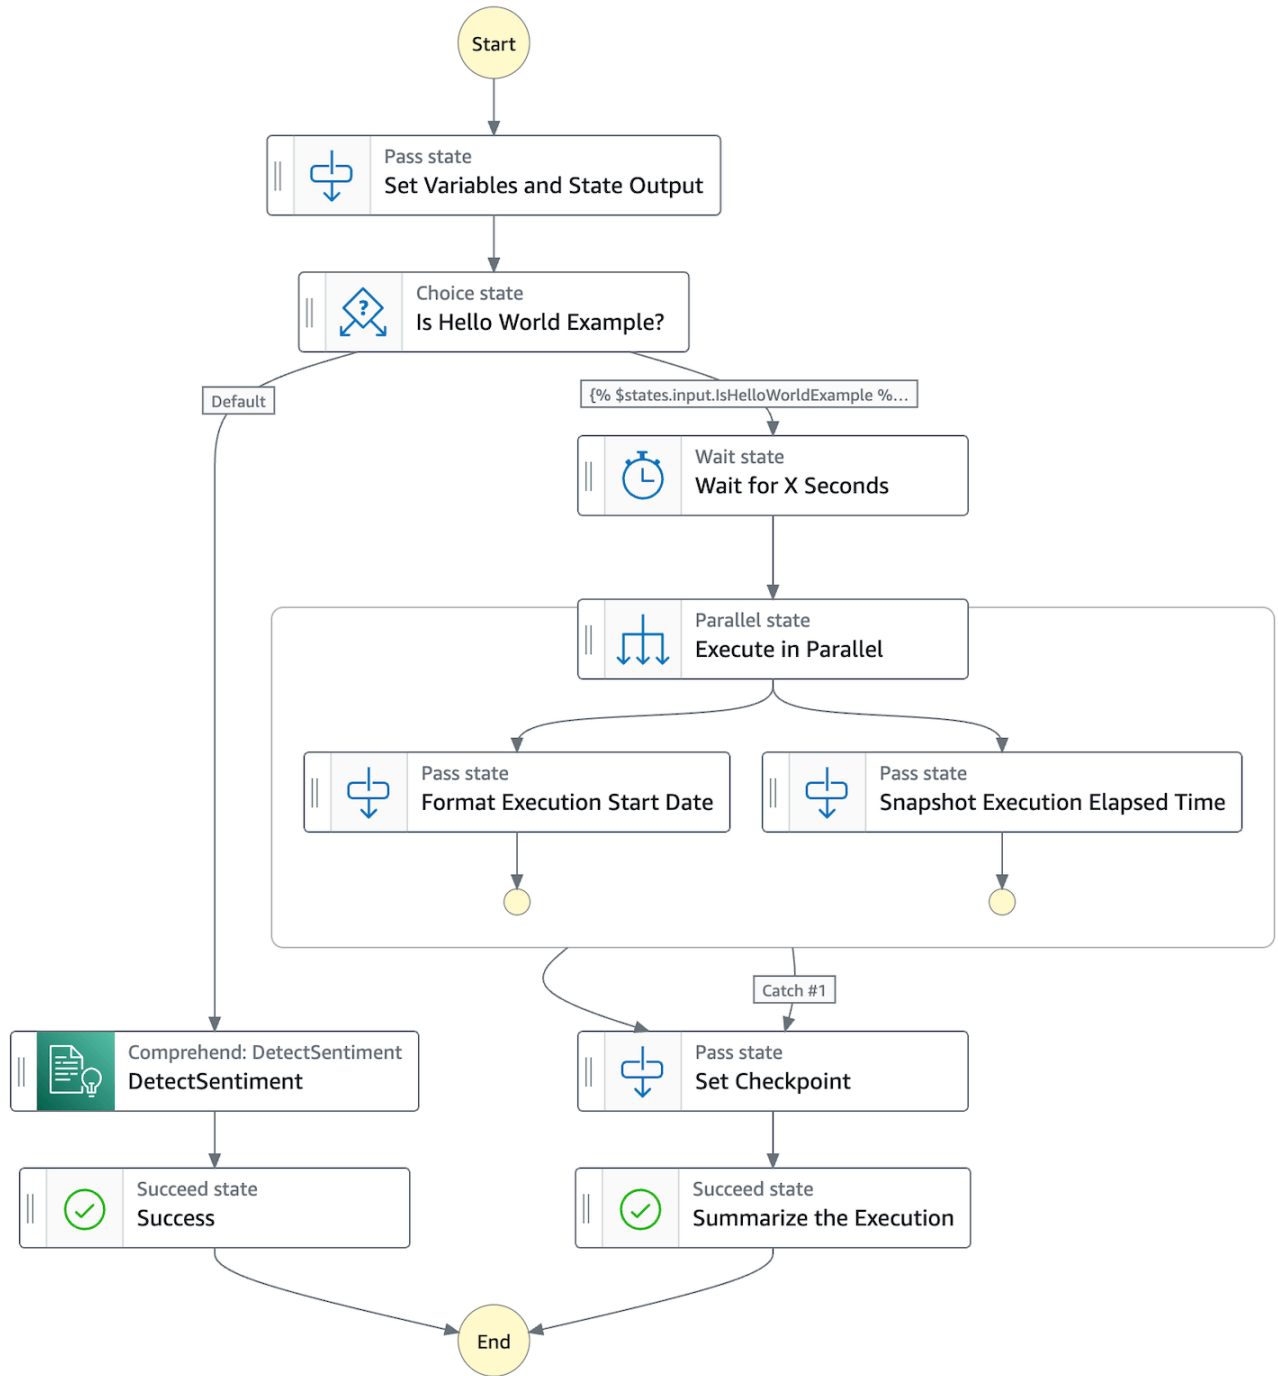 Start
Pass state
Set Variables and State Output
Choice state
Is Hello World Example?
Default
{% $states.input.IsHelloWorldExample %...
Wait state
Wait for X Seconds
Parallel state
Execute in Parallel
Pass state
Format Execution Start Date
Pass state
Snapshot Execution Elapsed Time
Catch #1
Comprehend: DetectSentiment
DetectSentiment
Pass state
Set Checkpoint
Succeed state
Success
Succeed state
Summarize the Execution
End